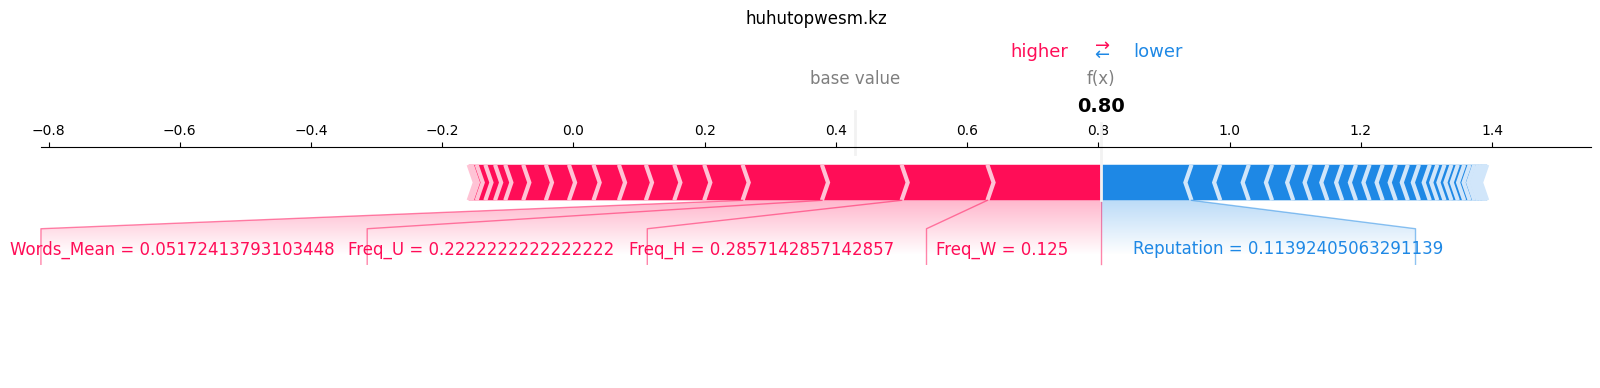 huhutopwesm.kz
higher → ← lower
base value f(x)
0.80
−0.8 −0.6 −0.4 −0.2 0.0 0.2 0.4 0.6 0.3 1.0 1.2 1.4
Words_Mean = 0.05172413793103448 Freq_U = 0.2222222222222222 Freq_H = 0.2857142857142857 Freq_W = 0.125 Reputation = 0.11392405063291139